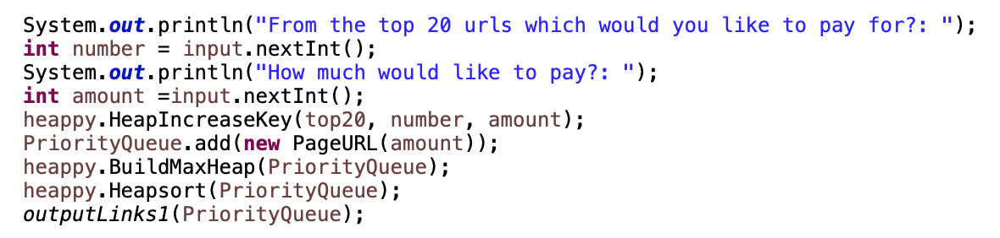 System.out.println("From the top 20 urls which would you like to pay for?: ");
int number = input.nextInt();
System.out.println("How much would like to pay?: ");
int amount =input.nextInt();
heappy.HeapIncreaseKey(top20, number, amount);
PriorityQueue.add(new PageURL(amount));
heappy.BuildMaxHeap(PriorityQueue);
heappy.Heapsort(PriorityQueue);
outputLinks1(PriorityQueue);